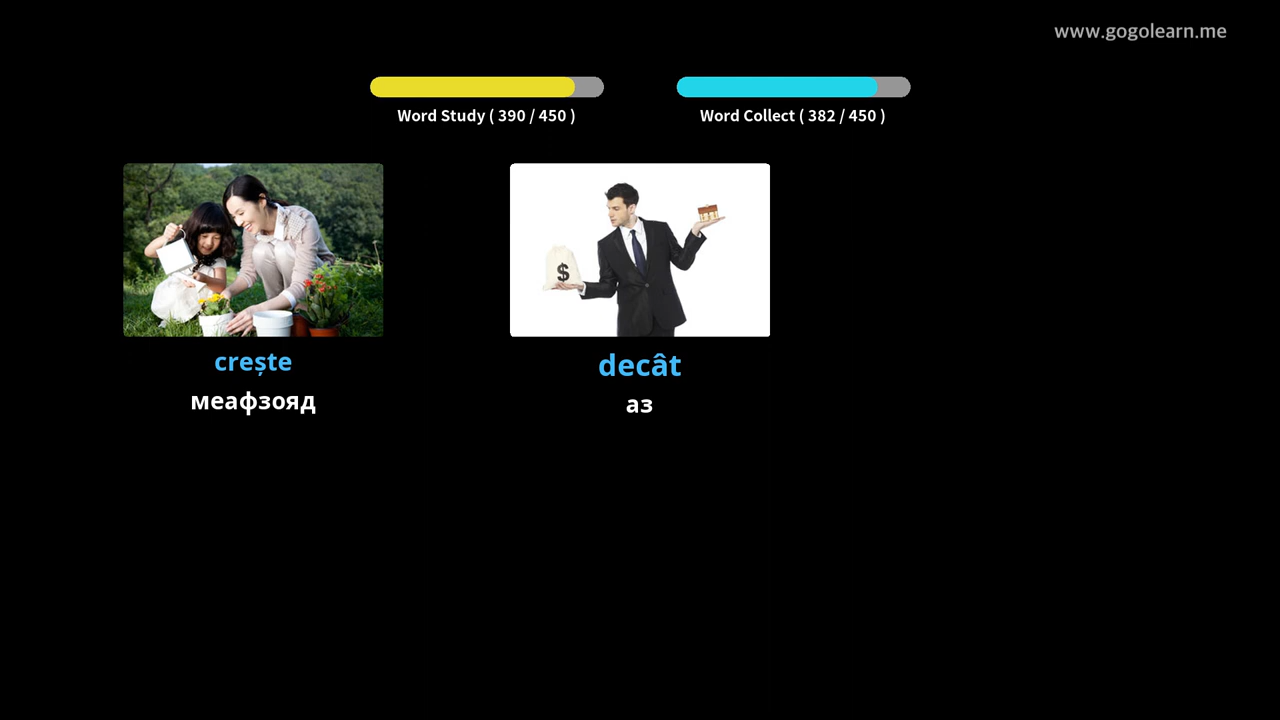 www.gogolearn.me
Word Study ( 390 / 450 )
Word Collect ( 382 / 450 )
$
crește
меафзояд
decât
аз